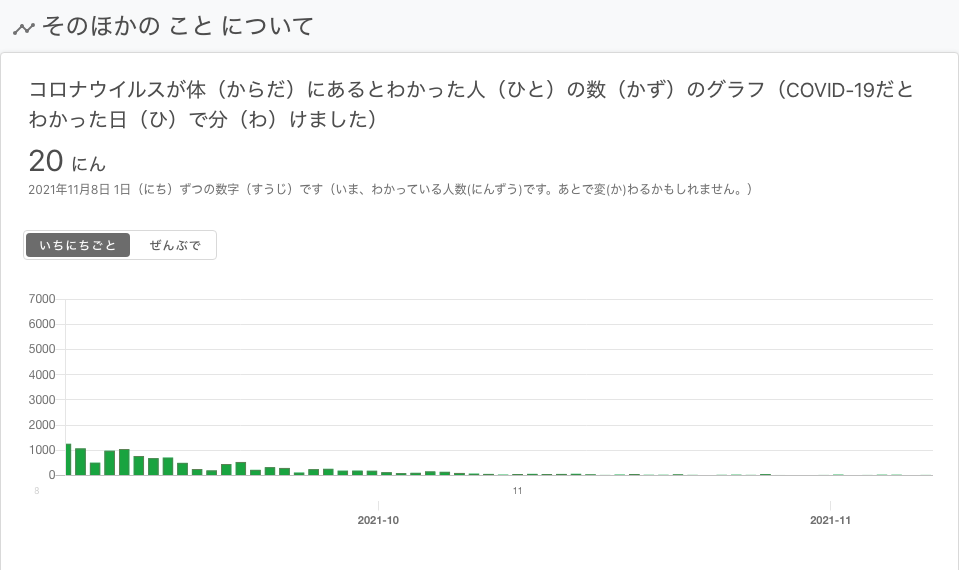 そのほかの こと について
コロナウイルスが体（からだ）にあるとわかった人（ひと）の数（かず）のグラフ（COVID-19だと
わかった日（ひ）で分（わ）けました）
20 にん
2021年11月8日 1日（にち）ずつの数字（すうじ）です（いま、わかっている人数(にんずう)です。あとで変(か)わるかもしれません。）
いちにちごと ぜんぶで
7000
6000
5000
4000
3000
2000
1000
0
8 11
2021-10 2021-11